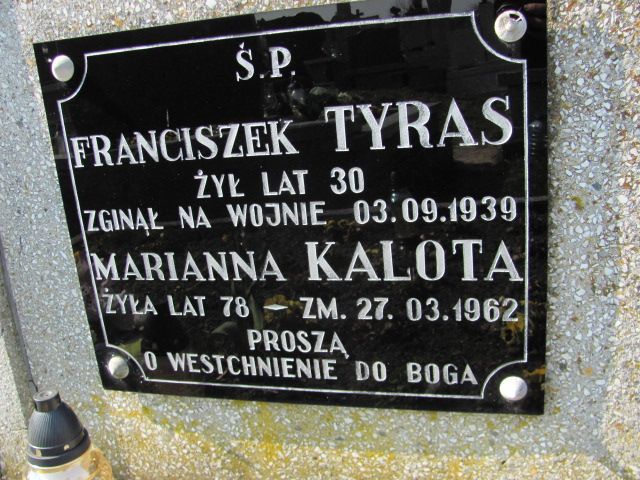 Ś.P.
FRANCISZEK TYRAS
ŻYŁ LAT 30
ZGINĄŁ NA WOJNIE 03.09.1939
MARIANNA KALOTA
ŻYŁA LAT 78 – ZM. 27.03.1962
PROSZĄ
O WESTCHNIENIE DO BOGA